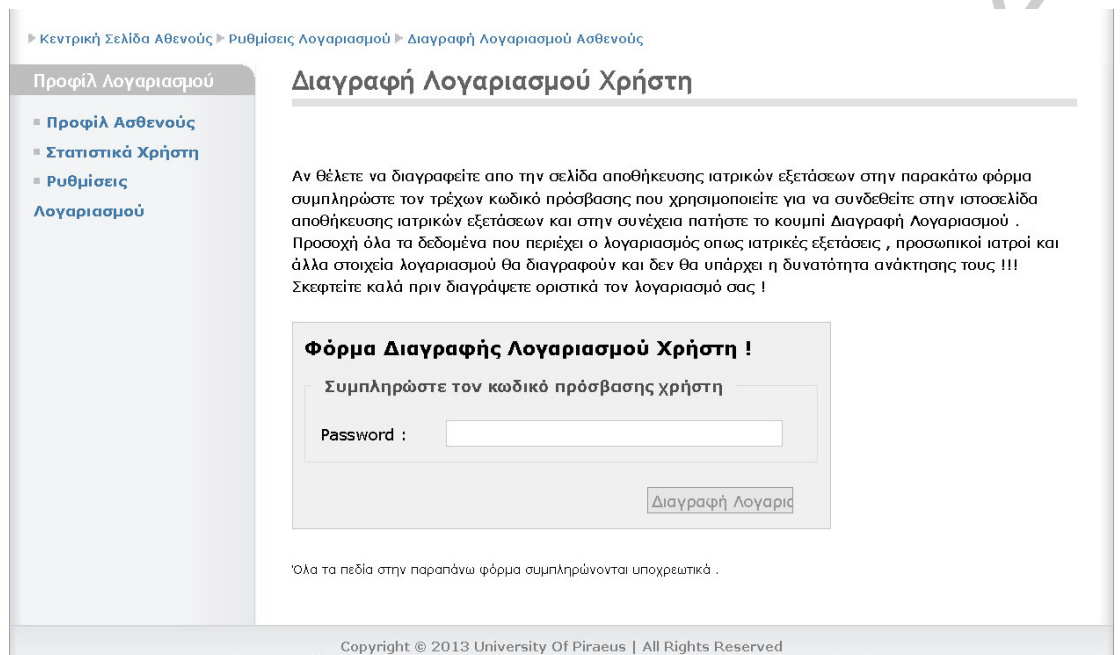 Κεντρική Σελίδα Αθενούς Ρυθμίσεις Λογαριασμού Διαγραφή Λογαριασμού Ασθενούς
Προφίλ Λογαριασμού
Προφίλ Ασθενούς
Στατιστικά Χρήστη
Ρυθμίσεις
Λογαριασμού
Διαγραφή Λογαριασμού Χρήστη
Αν θέλετε να διαγραφείτε απο την σελίδα αποθήκευσης ιατρικών εξετάσεων στην παρακάτω φόρμα
συμπληρώστε τον τρέχων κωδικό πρόσβασης που χρησιμοποιείτε για να συνδεθείτε στην ιστοσελίδα
αποθήκευσης ιατρικών εξετάσεων και στην συνέχεια πατήστε το κουμπί Διαγραφή Λογαριασμού .
Προσοχή όλα τα δεδομένα που περιέχει ο λογαριασμός οπως ιατρικές εξετάσεις , προσωπικοί ιατροί και
άλλα στοιχεία λογαριασμού θα διαγραφούν και δεν θα υπάρχει η δυνατότητα ανάκτησης τους !!!
Σκεφτείτε καλά πριν διαγράψετε οριστικά τον λογαριασμό σας !
Φόρμα Διαγραφής Λογαριασμού Χρήστη !
Συμπληρώστε τον κωδικό πρόσβασης χρήστη
Password :
Διαγραφή Λογαρια
Όλα τα πεδία στην παραπάνω φόρμα συμπληρώνονται υποχρεωτικά .
Copyright © 2013 University Of Piraeus | All Rights Reserved